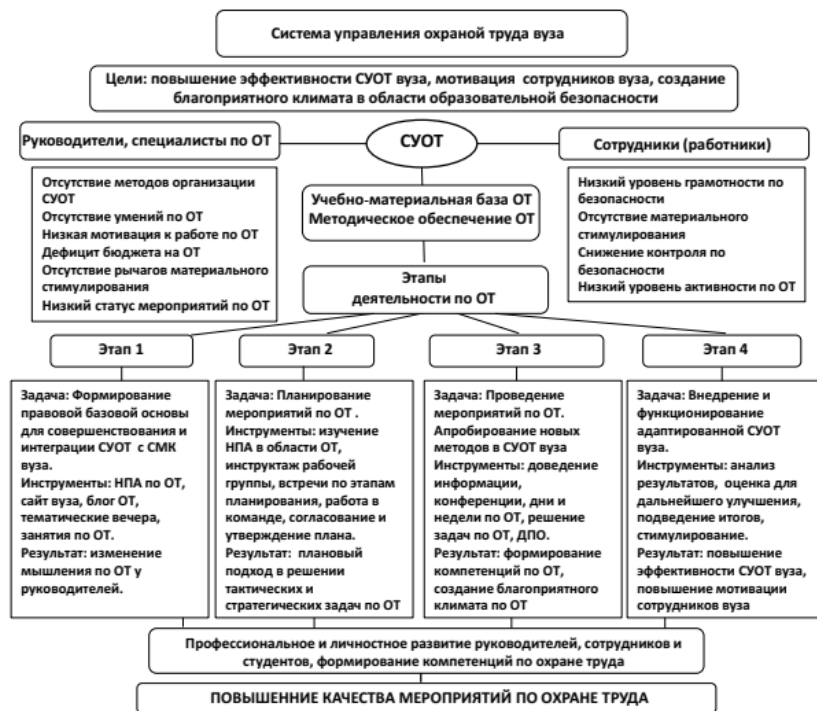 Система управления охраной труда вуза
Цели: повышение эффективности СУОТ вуза, мотивация сотрудников вуза, создание
благоприятного климата в области образовательной безопасности
Руководители, специалисты по ОТ
СУОТ
Сотрудники (работники)
Отсутствие методов организации
СУОТ
Отсутствие умений по ОТ
Низкая мотивация к работе по ОТ
Дефицит бюджета на ОТ
Отсутствие рычагов материального
стимулирования
Низкий статус мероприятий по ОТ
Учебно-материальная база ОТ
Методическое обеспечение ОТ
Низкий уровень грамотности по
безопасности
Отсутствие материального
стимулирования
Снижение контроля по
безопасности
Низкий уровень активности по ОТ
Этапы
деятельности по ОТ
Этап 1
Этап 2
Этап 3
Этап 4
Задача: Формирование
правовой базовой основы
для совершенствования и
интеграции СУОТ с СМК
вуза.
Инструменты: НПА по ОТ,
сайт вуза, блог ОТ,
тематические вечера,
занятия по ОТ.
Результат: изменение
мышления по ОТ у
руководителей.
Задача: Планирование
мероприятий по ОТ .
Инструменты: изучение
НПА в области ОТ,
инструктаж рабочей
группы, встречи по этапам
планирования, работа в
команде, согласование и
утверждение плана.
Результат: плановый
подход в решении
тактических и
стратегических задач по ОТ
Задача: Проведение
мероприятий по ОТ.
Апробирование новых
методов в СУОТ вуза
Инструменты: доведение
информации,
конференции, дни и
недели по ОТ, решение
задач по ОТ, ДПО.
Результат: формирование
компетенций по ОТ,
создание благоприятного
климата по ОТ
Задача: Внедрение и
функционирование
адаптированной СУОТ
вуза.
Инструменты: анализ
результатов, оценка для
дальнейшего улучшения,
подведение итогов,
стимулирование.
Результат: повышение
эффективности СУОТ вуза,
повышение мотивации
сотрудников вуза
Профессиональное и личностное развитие руководителей, сотрудников и
студентов, формирование компетенций по охране труда
ПОВЫШЕННИЕ КАЧЕСТВА МЕРОПРИЯТИЙ ПО ОХРАНЕ ТРУДА